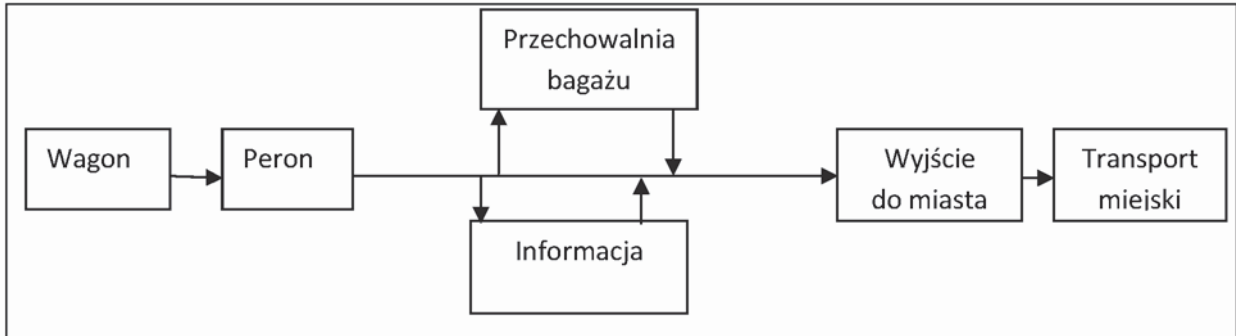 Przechowalnia
bagażu
Wagon
Peron
Wyjście
do miasta
Transport
miejski
Informacja